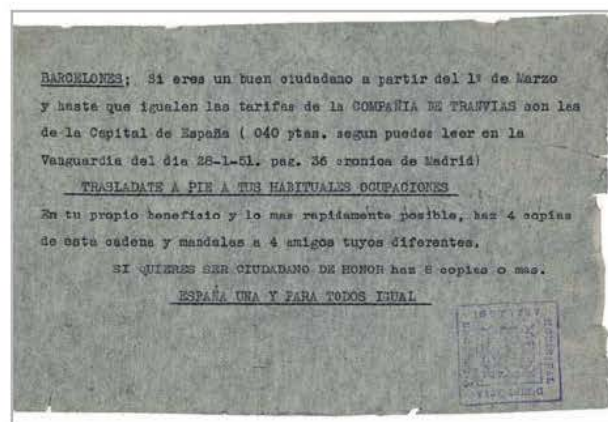 BARCELONES; Si eres un buen ciudadano a partir del 1º de Marzo
y hasta que igualen las tarifas de la COMPAÑIA DE TRANVIAS con las
de la Capital de España ( 040 ptas. segun puedes leer en la
Vanguardia del dia 28-1-51. pag. 36 cronica de Madrid)
TRASLADATE A PIE A TUS HABITUALES OCUPACIONES
En tu propio beneficio y lo mas rapidamente posible, haz 4 copias
de esta cadena y mandalas a 4 amigos tuyos diferentes.
SI QUIERES SER CIUDADANO DE HONOR haz 8 copias o mas.
ESPAÑA UNA Y PARA TODOS IGUAL